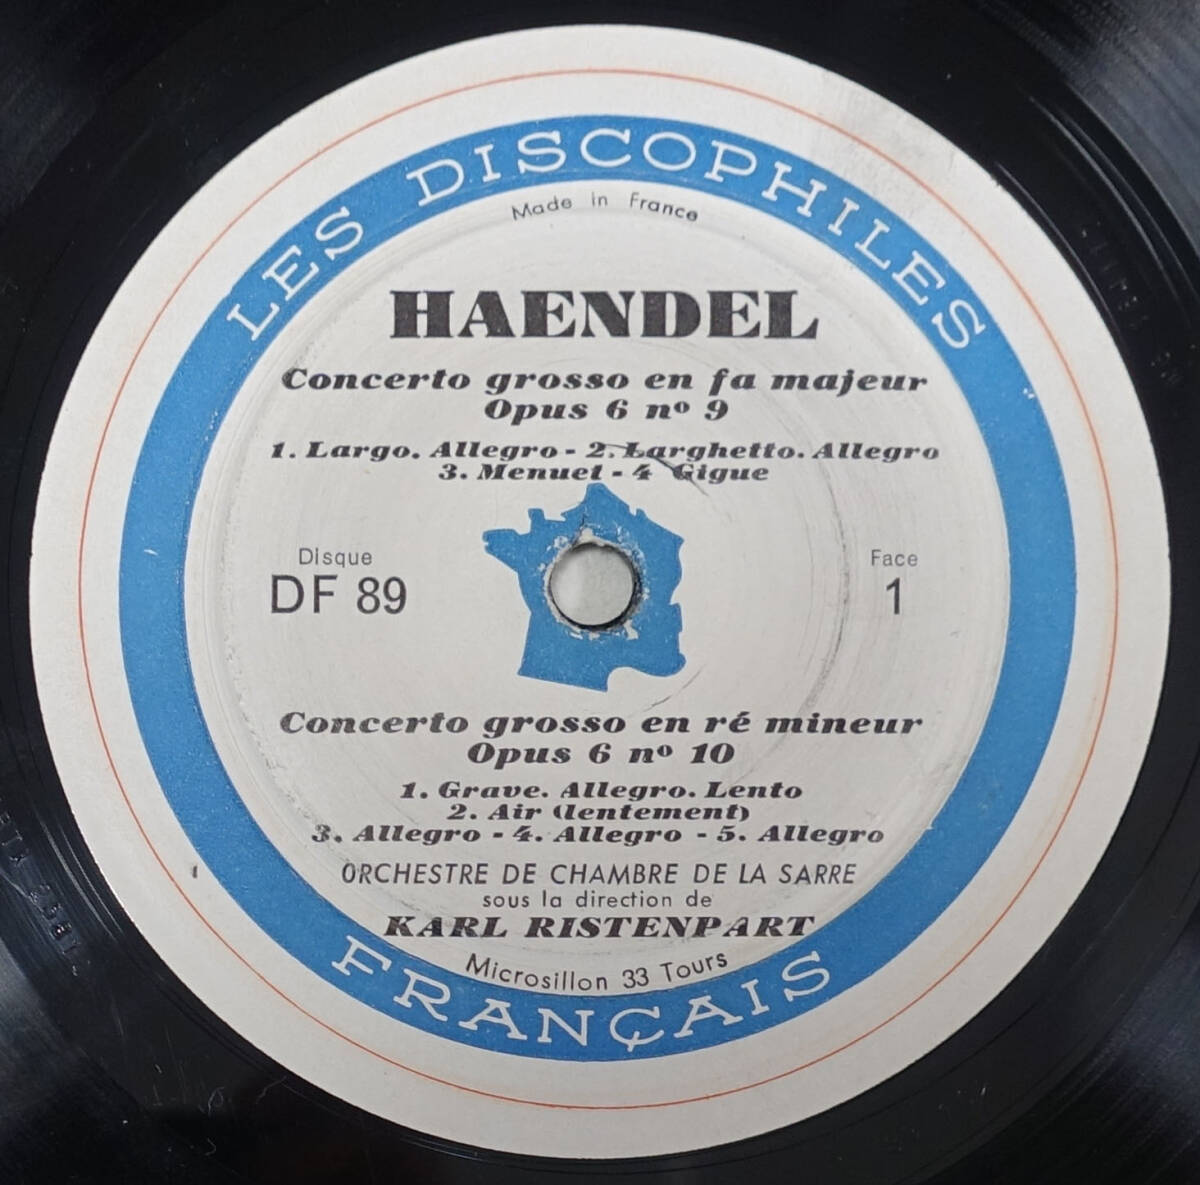 LES DISCOPHILES
Made in France
HAENDEL
Concerto grosso en fa majeur
Opus 6 nº 9
1. Largo. Allegro - 2. Larghetto. Allegro
3. Menuet - 4 Gigue
Disque
DF 89
Face
1
Concerto grosso en ré mineur
Opus 6 nº 10
1. Grave. Allegro. Lento
2. Air (lentement)
3. Allegro - 4. Allegro - 5. Allegro
ORCHESTRE DE CHAMBRE DE LA SARRE
sous la direction de
KARL RISTENPART
Microsillon 33 Tours
FRANÇAIS